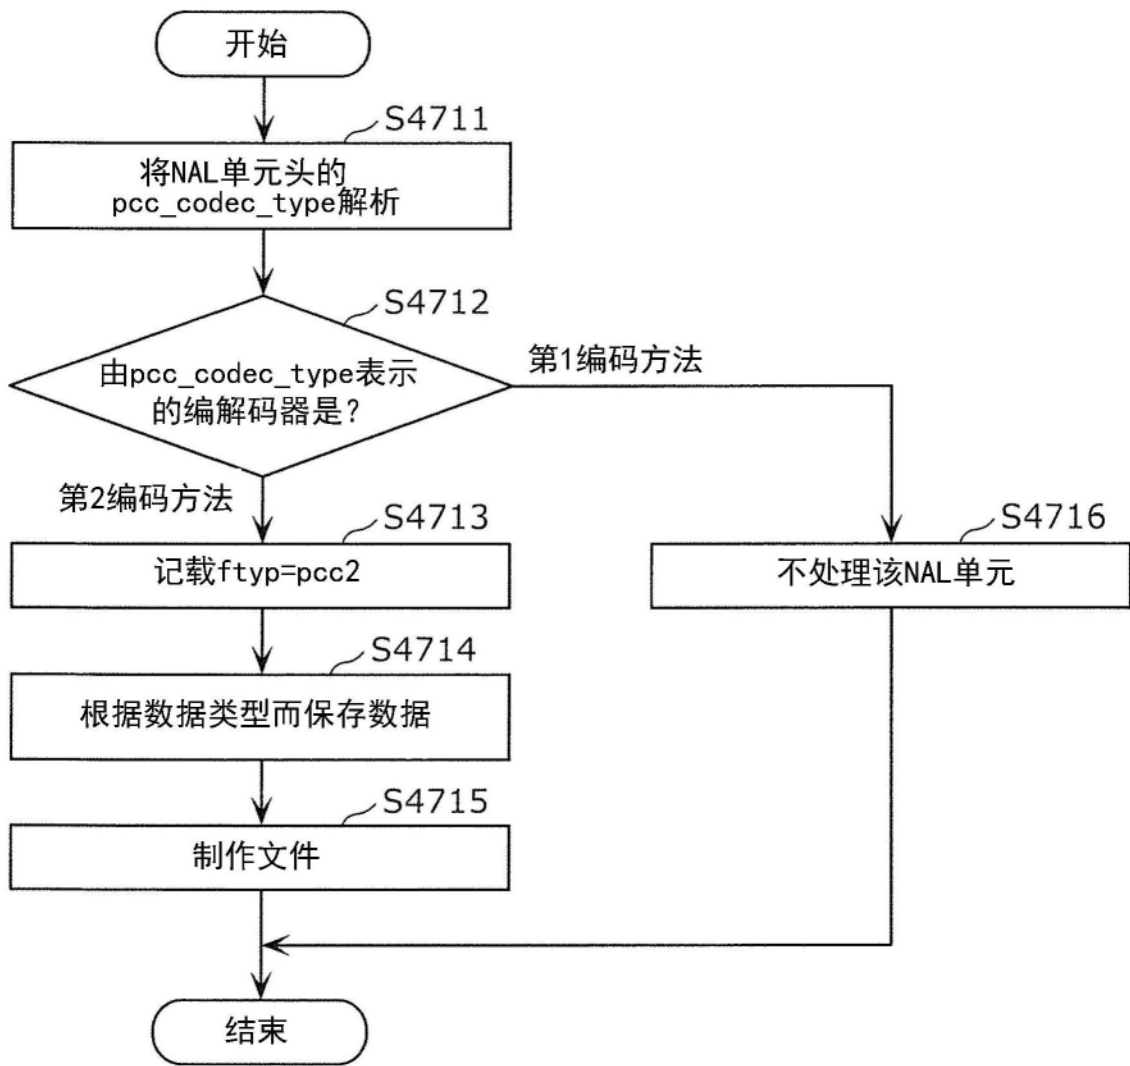 开始
S4711
将NAL单元头的
pcc_codec_type解析
S4712
由pcc_codec_type表示
的编解码器是?
第1编码方法
第2编码方法
S4713
记载ftyp=pcc2
S4716
不处理该NAL单元
S4714
根据数据类型而保存数据
S4715
制作文件
结束